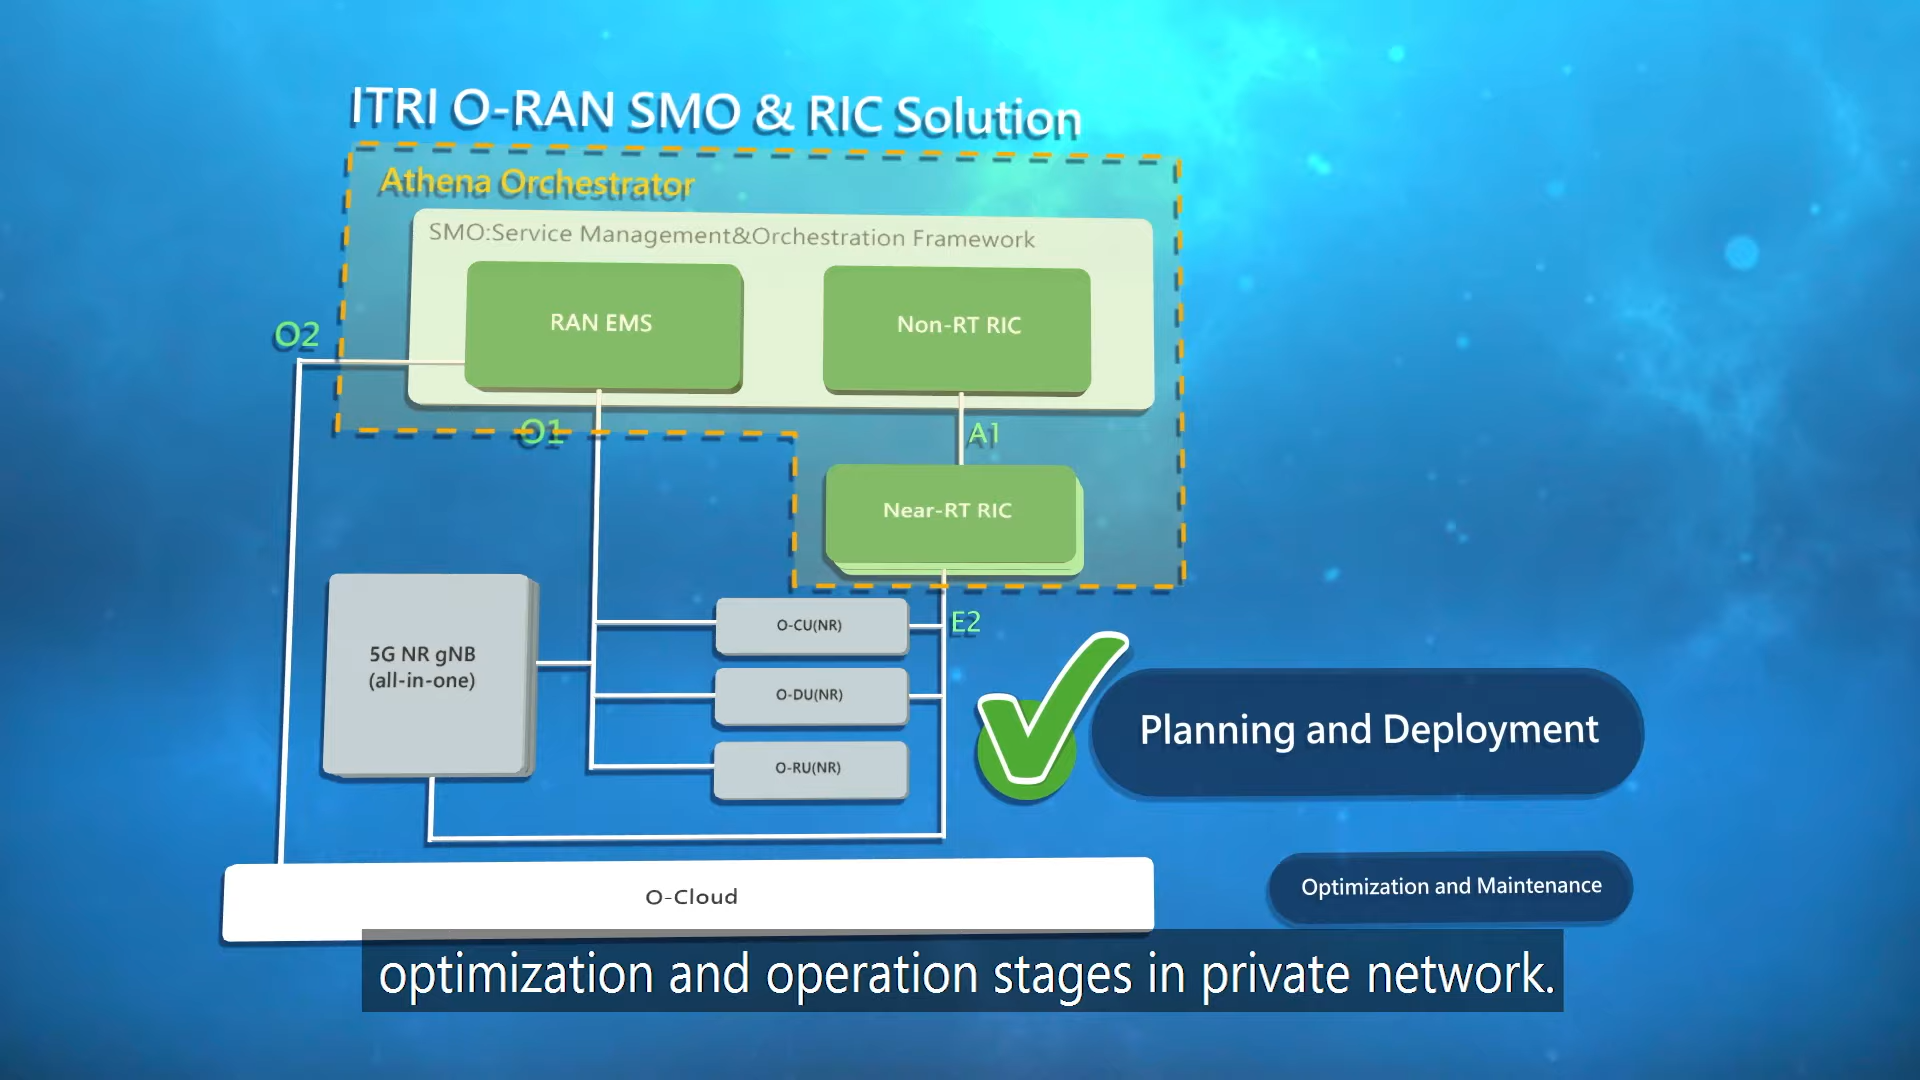 ITRI O-RAN SMO & RIC Solution
Athena Orchestrator
SMO:Service Management&Orchestration Framework
RAN EMS
Non-RT RIC
O2
O1
A1
Near-RT RIC
E2
5G NR gNB
(all-in-one)
O-CU(NR)
O-DU(NR)
O-RU(NR)
Planning and Deployment
Optimization and Maintenance
O-Cloud
optimization and operation stages in private network.